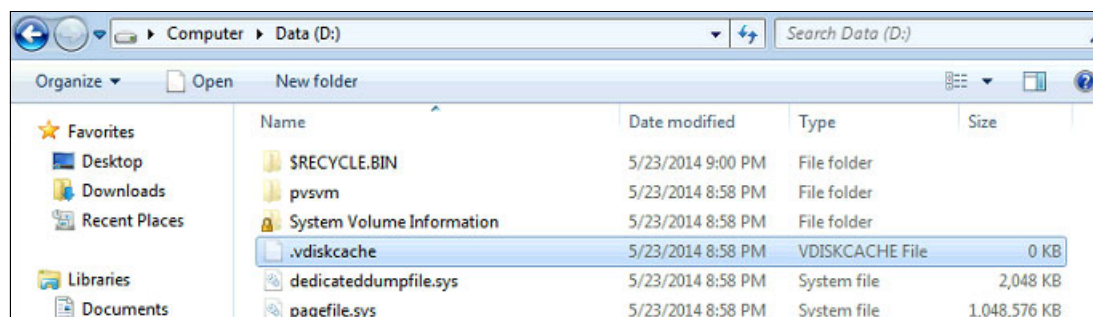 Computer Data (D:) Search Data (D:)
Organize Open New folder
Name Date modified Type Size
Favorites
Desktop $RECYCLE.BIN 5/23/2014 9:00 PM File folder
Downloads pvsvm 5/23/2014 8:58 PM File folder
Recent Places System Volume Information 5/23/2014 8:58 PM File folder
.vdiskcache 5/23/2014 8:58 PM VDISKCACHE File 0 KB
Libraries dedicateddumpfile.sys 5/23/2014 8:58 PM System file 2,048 KB
Documents pagefile.sys 5/23/2014 8:58 PM System file 1,048,576 KB